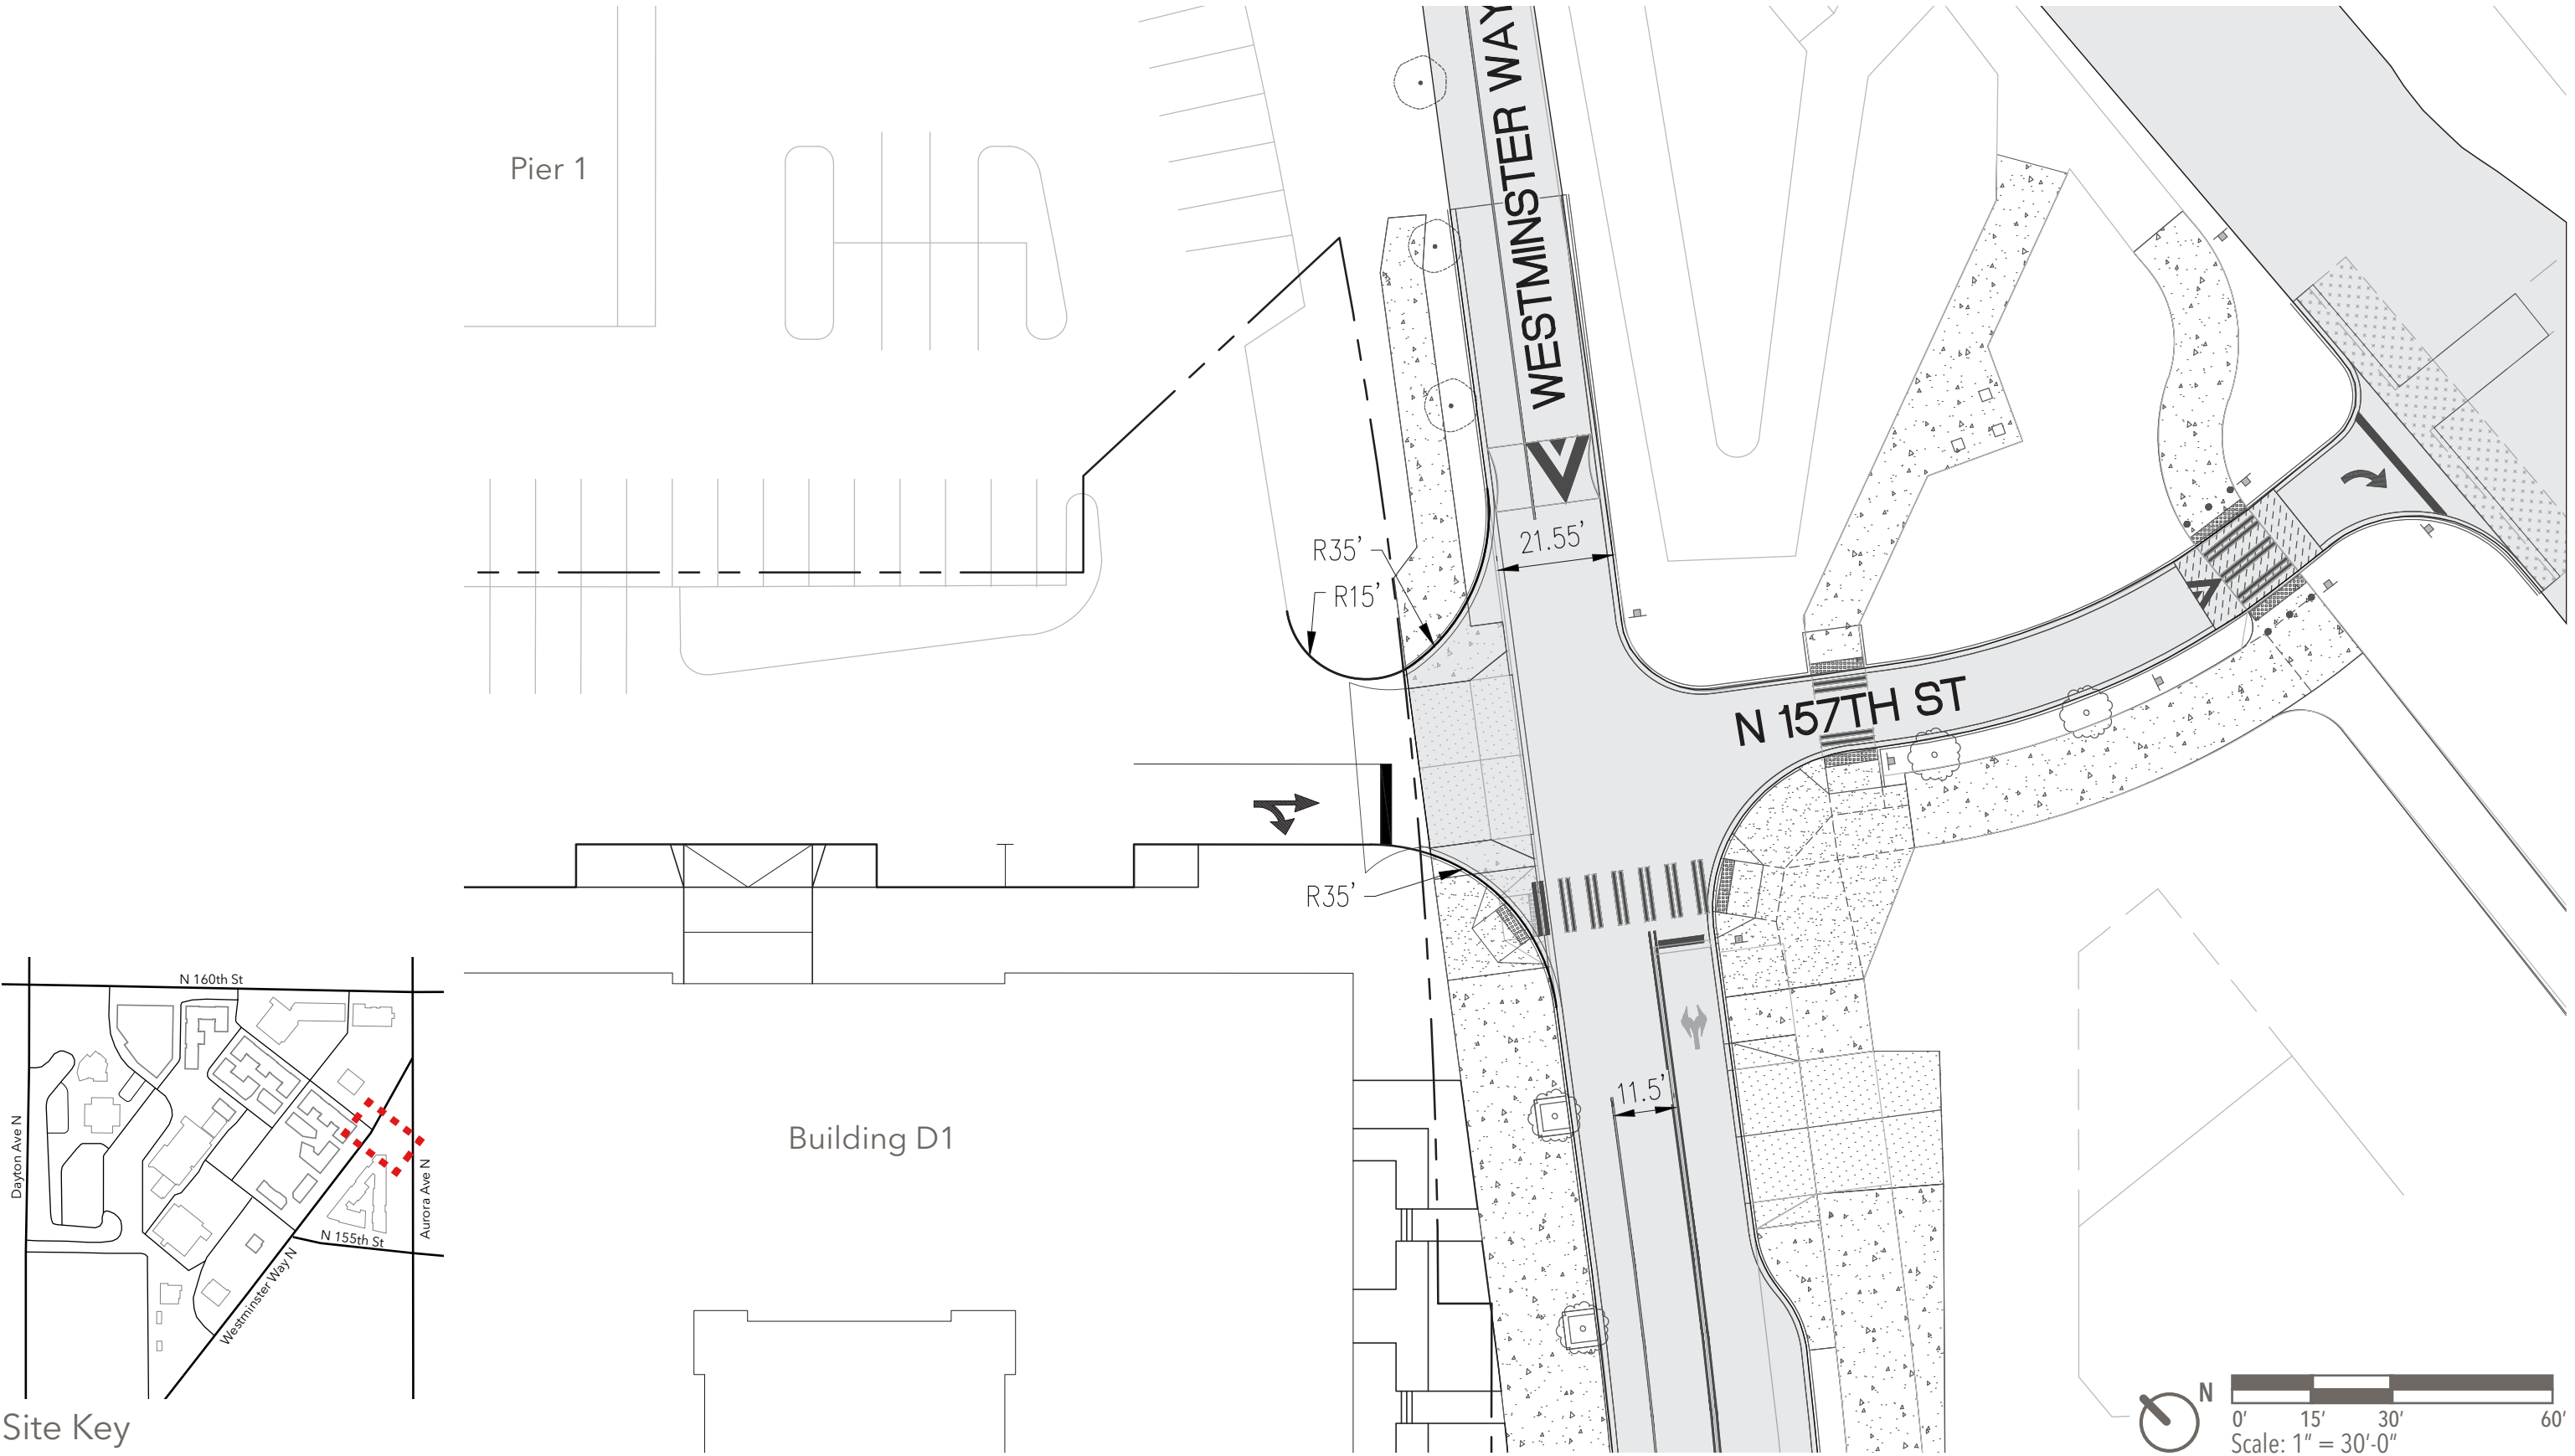 Pier 1
WESTMINSTER WAY
21.55’
R35’
R15’
N 157TH ST
R35’
11.5’
Building D1
N 160th St
Dayton Ave N
Aurora Ave N
N 155th St
Westminster Way N
Site Key
N
0’ 15’ 30’ 60’
Scale: 1” = 30’-0”